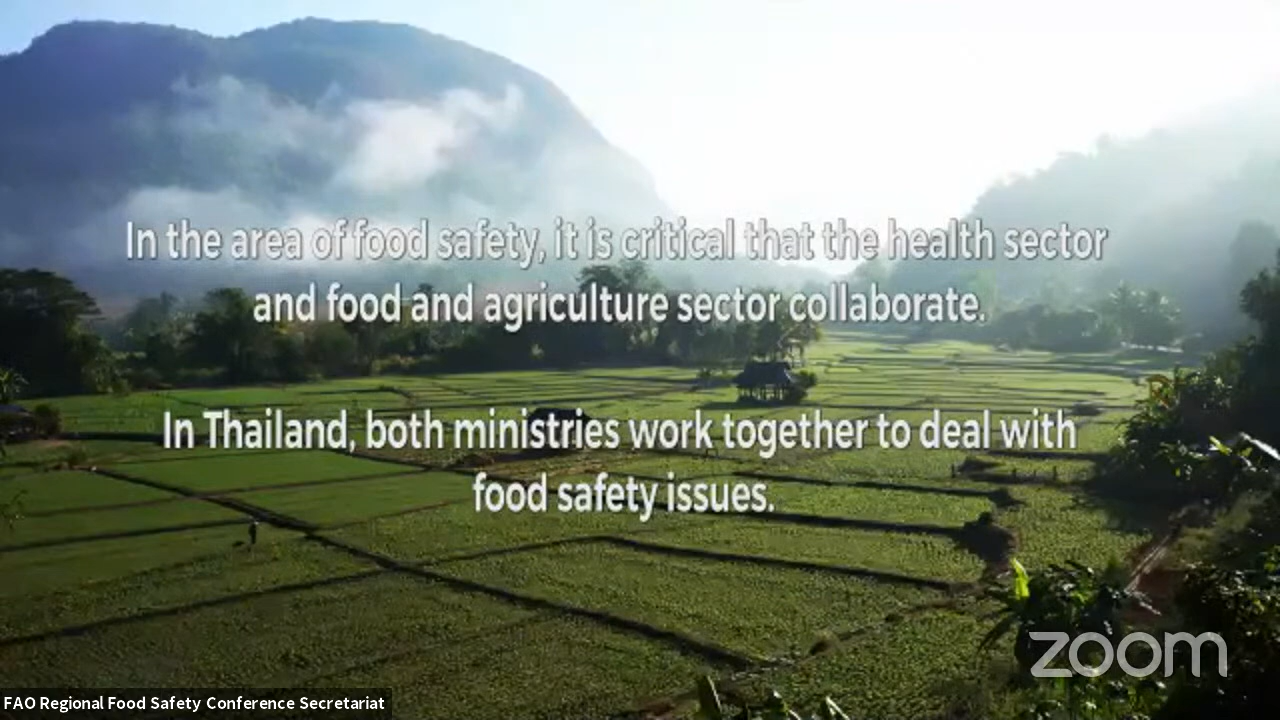 In the area of food safety, it is critical that the health sector
and food and agriculture sector collaborate.
In Thailand, both ministries work together to deal with
food safety issues.
zoom
FAO Regional Food Safety Conference Secretariat